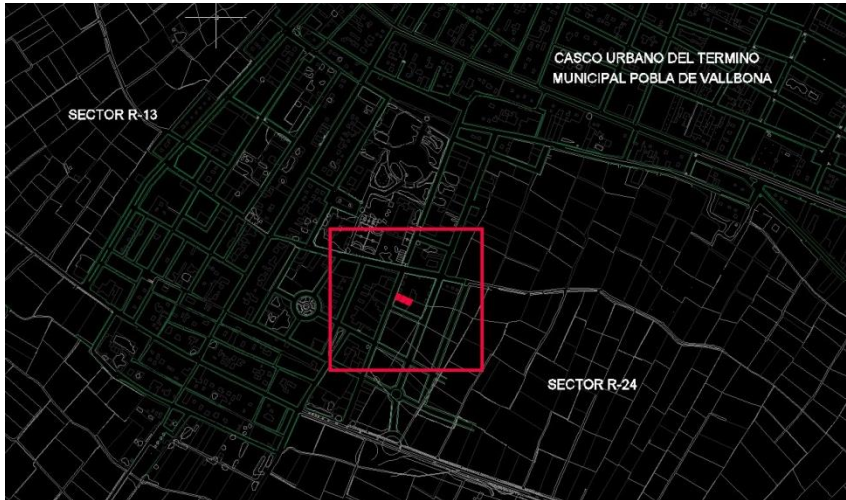 CASCO URBANO DEL TERMINO
MUNICIPAL POBLA DE VALLBONA
SECTOR R-13
SECTOR R-24